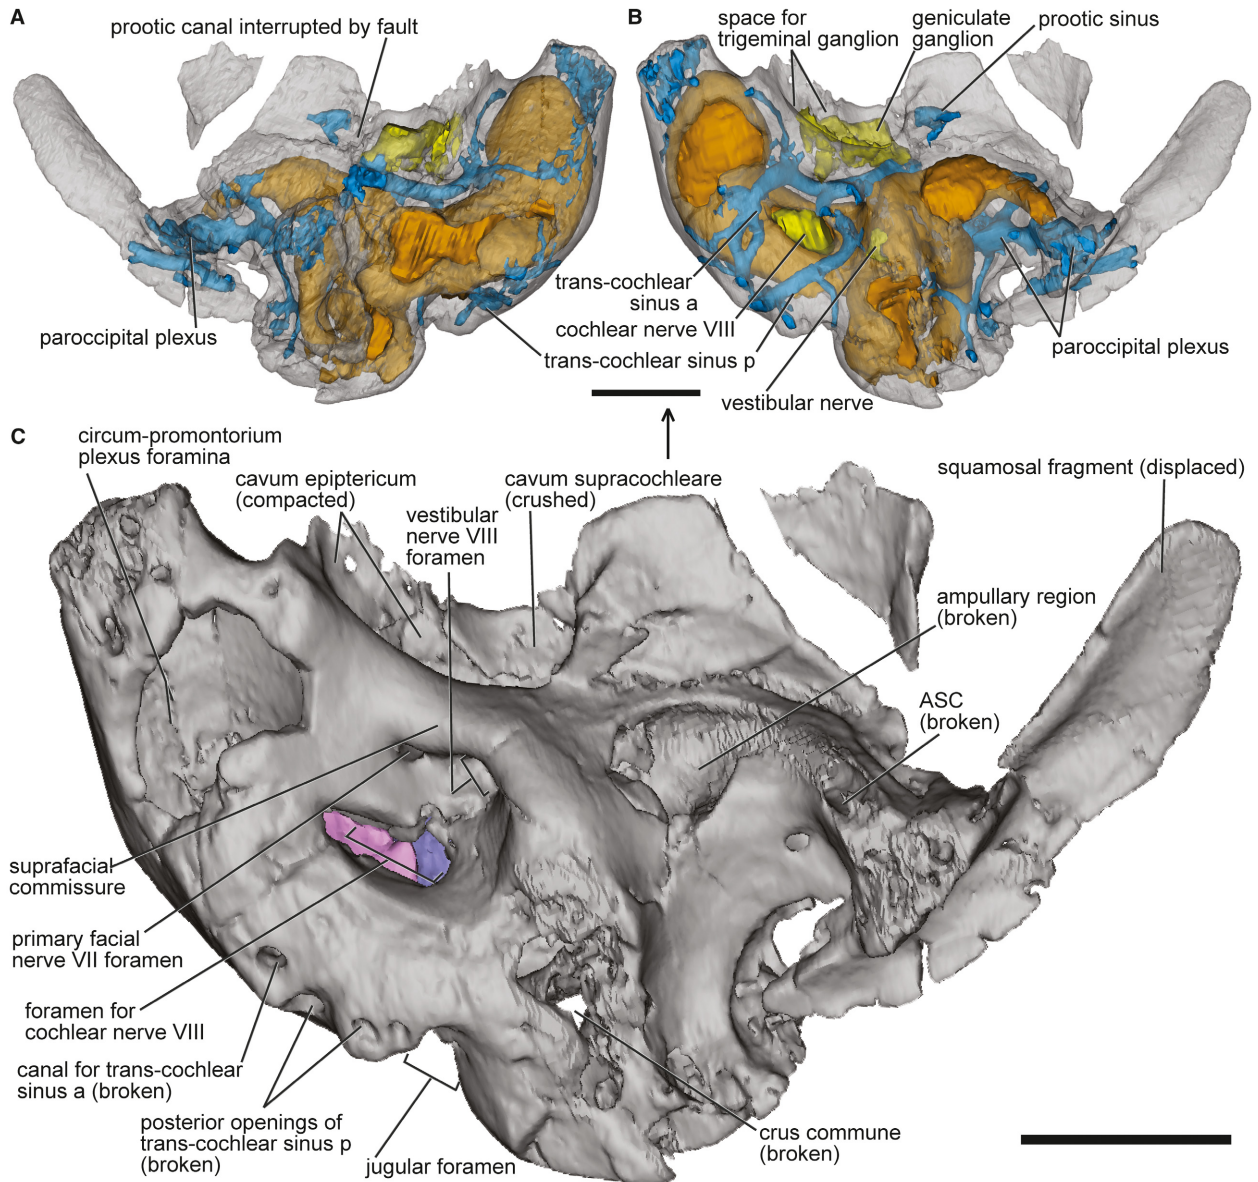 A
prootic canal interrupted by fault
paroccipital plexus
B
space for
trigeminal ganglion
geniculate
ganglion
prootic sinus
trans-cochlear
sinus a
cochlear nerve VIII
trans-cochlear sinus p
vestibular nerve
paroccipital plexus
C
circum-promontorium
plexus foramina
cavum epiptericum
(compacted)
vestibular
nerve VIII
foramen
cavum supracochleare
(crushed)
squamosal fragment (displaced)
ampullary region
(broken)
ASC
(broken)
suprafacial
commissure
primary facial
nerve VII foramen
foramen for
cochlear nerve VIII
canal for trans-cochlear
sinus a (broken)
posterior openings of
trans-cochlear sinus p
(broken)
jugular foramen
crus commune
(broken)